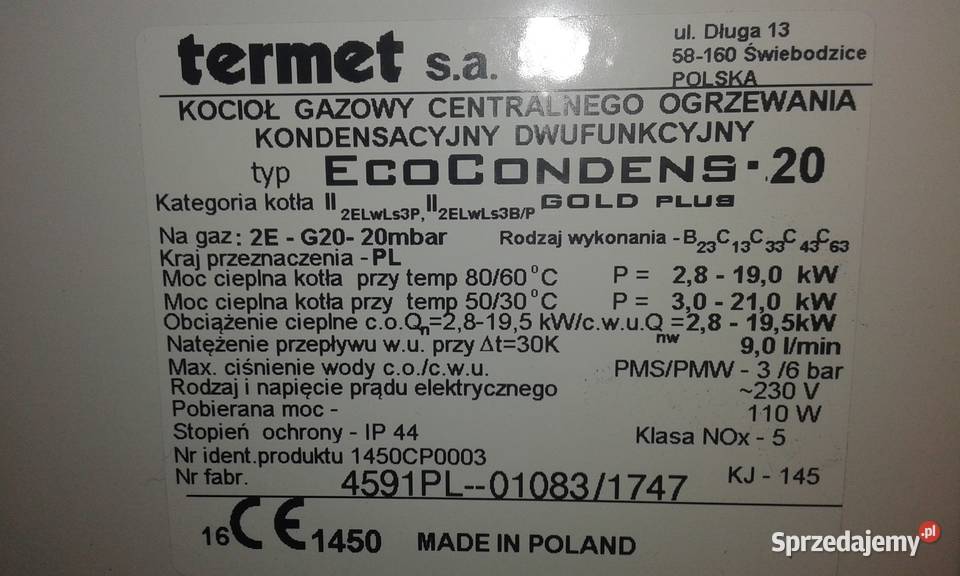 termet s.a.
ul. Długa 13
58-160 Świebodzice
POLSKA
KOCIOŁ GAZOWY CENTRALNEGO OGRZEWANIA
KONDENSACYJNY DWUFUNKCYJNY
typ ECOCONDENS - 20
Kategoria kotła II2ELwLs3P, II2ELwLs3B/P GOLD PLUS
Na gaz: 2E - G20- 20mbar Rodzaj wykonania - B23C13C33C43C63
Kraj przeznaczenia - PL
Moc cieplna kotła przy temp 80/60°C P = 2,8 - 19,0 kW
Moc cieplna kotła przy temp 50/30°C P = 3,0 - 21,0 kW
Obciążenie cieplne c.o.Qn=2,8-19,5 kW/c.w.u.Qnw=2,8 - 19,5kW
Natężenie przepływu w.u. przy Δt=30K 9,0 l/min
Max. ciśnienie wody c.o./c.w.u. PMS/PMW - 3 /6 bar
Rodzaj i napięcie prądu elektrycznego ~230 V
Pobierana moc - 110 W
Stopień ochrony - IP 44 Klasa NOx - 5
Nr ident.produktu 1450CP0003
Nr fabr. 4591PL--01083/1747 KJ - 145
16 CE 1450 MADE IN POLAND
Sprzedajemy.pl